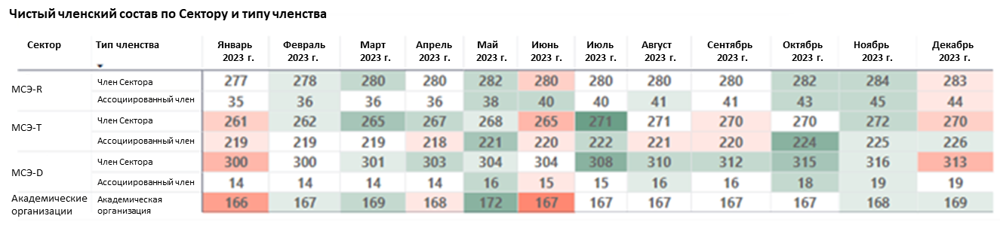 Чистый членский состав по Сектору и типу членства
Сектор Тип членства Январь 2023 г. Февраль 2023 г. Март 2023 г. Апрель 2023 г. Май 2023 г. Июнь 2023 г. Июль 2023 г. Август 2023 г. Сентябрь 2023 г. Октябрь 2023 г. Ноябрь 2023 г. Декабрь 2023 г.
МСЭ-R Член Сектора 277 278 280 280 282 280 280 280 280 282 284 283
Ассоциированный член 35 36 36 36 38 40 40 41 41 43 45 44
МСЭ-T Член Сектора 261 262 265 267 268 265 271 271 270 270 272 270
Ассоциированный член 219 219 219 218 221 220 222 221 220 224 225 226
МСЭ-D Член Сектора 300 300 301 303 304 304 308 310 312 315 316 313
Ассоциированный член 14 14 14 14 16 15 15 16 16 18 19 19
Академические организации Академическая организация 166 167 169 168 172 167 167 167 167 167 168 169